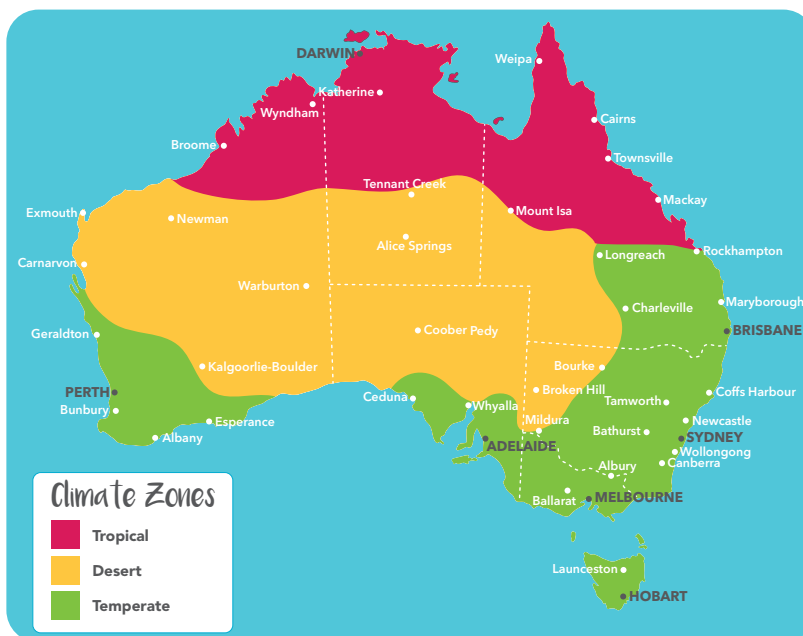 DARWIN
Weipa
Katherine
Wyndham
Cairns
Broome
Townsville
Tennant Creek
Mackay
Exmouth
Newman
Mount Isa
Alice Springs
Rockhampton
Longreach
Carnarvon
Warburton
Maryborough
Charleville
Geraldton
Coober Pedy
BRISBANE
Kalgoorlie-Boulder
Bourke
PERTH
Broken Hill
Coffs Harbour
Ceduna
Tamworth
Bunbury
Whyalla
Esperance
Mildura
Newcastle
Albany
Bathurst
SYDNEY
ADELAIDE
Wollongong
Albury
Canberra
Ballarat
MELBOURNE
Climate Zones
Tropical
Desert
Temperate
Launceston
HOBART